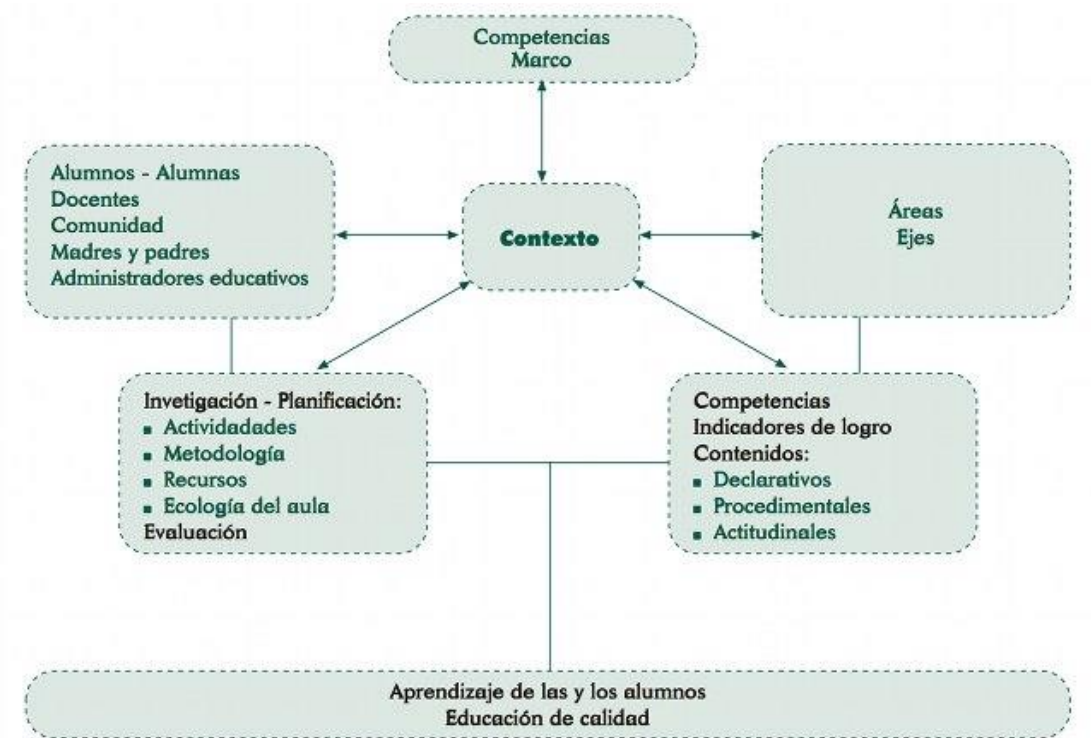 Competencias
Marco
Alumnos - Alumnas
Docentes
Comunidad
Madres y padres
Administradores educativos
Contexto
Áreas
Ejes
Invetigación - Planificación:
▪ Actividadades
▪ Metodología
▪ Recursos
▪ Ecología del aula
Evaluación
Competencias
Indicadores de logro
Contenidos:
▪ Declarativos
▪ Procedimentales
▪ Actitudinales
Aprendizaje de las y los alumnos
Educación de calidad